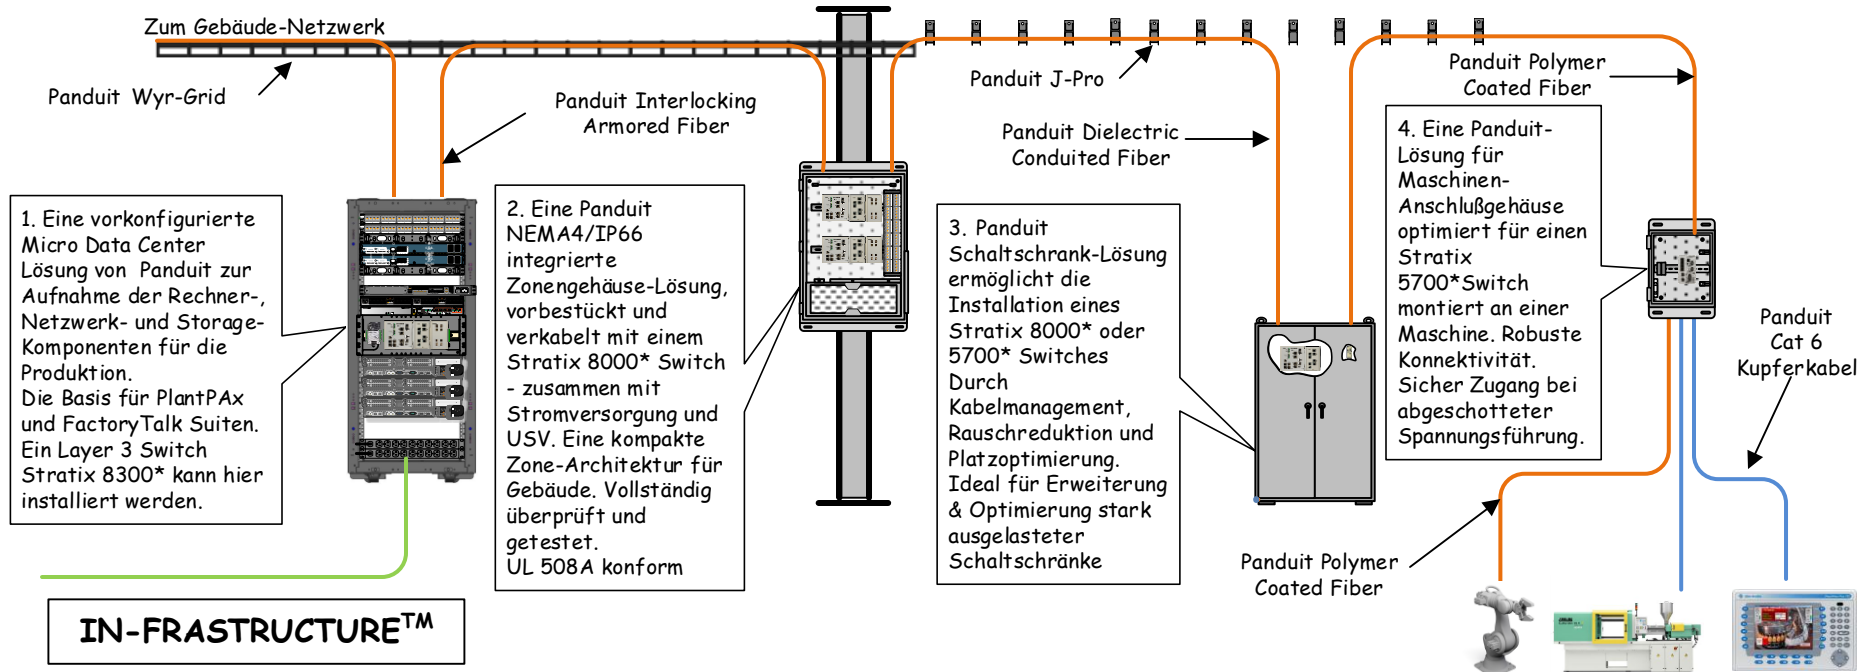 Zum Gebäude-Netzwerk
Panduit Wyr-Grid
Panduit Interlocking
Armored Fiber
Panduit J-Pro
Panduit Dielectric
Conduited Fiber
Panduit Polymer
Coated Fiber
1. Eine vorkonfigurierte
Micro Data Center
Lösung von Panduit zur
Aufnahme der Rechner-,
Netzwerk- und Storage-
Komponenten für die
Produktion.
Die Basis für PlantPAx
und FactoryTalk Suiten.
Ein Layer 3 Switch
Stratix 8300* kann hier
installiert werden.
2. Eine Panduit
NEMA4/IP66
integrierte
Zonengehäuse-Lösung,
vorbestückt und
verkabelt mit einem
Stratix 8000* Switch
- zusammen mit
Stromversorgung und
USV. Eine kompakte
Zone-Architektur für
Gebäude. Vollständig
überprüft und
getestet.
UL 508A konform
3. Panduit
Schaltschrank-Lösung
ermöglicht die
Installation eines
Stratix 8000* oder
5700* Switches
Durch
Kabelmanagement,
Rauschreduktion und
Platzoptimierung.
Ideal für Erweiterung
& Optimierung stark
ausgelasteter
Schaltschränke
4. Eine Panduit-
Lösung für
Maschinen-
Anschlußgehäuse
optimiert für einen
Stratix
5700*Switch
montiert an einer
Maschine. Robuste
Konnektivität.
Sicher Zugang bei
abgeschotteter
Spannungsführung.
Panduit
Cat 6
Kupferkabel
Panduit Polymer
Coated Fiber
IN-FRASTRUCTURE™